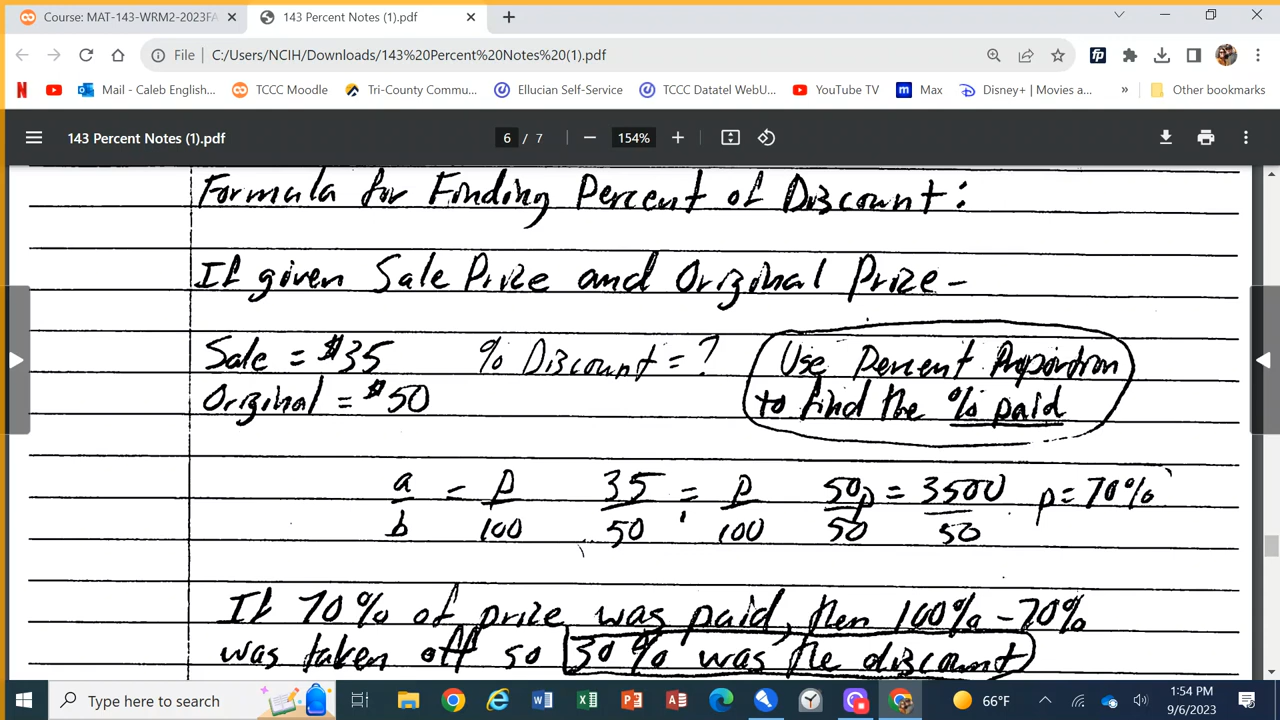 Course: MAT-143-WRM2-2023FA
143 Percent Notes (1).pdf
File C:/Users/NCIH/Downloads/143%20Percent%20Notes%20(1).pdf
Mail - Caleb English...
TCCC Moodle
Tri-County Commu...
Ellucian Self-Service
TCCC Datatel WebU...
YouTube TV
Max
Disney+ | Movies a...
»
Other bookmarks
143 Percent Notes (1).pdf
6 / 7
154%
Formula for Finding Percent of Discount:
If given Sale Price and Original Price -
Sale = $35 % Discount = ?
Original = $50
Use Percent Proportion
to find the % paid
a/b = p/100 35/50 = p/100 50p/50 = 3500/50 p = 70%
If 70% of price was paid, then 100% - 70%
was taken off so 30% was the discount
Type here to search
66°F
1:54 PM
9/6/2023